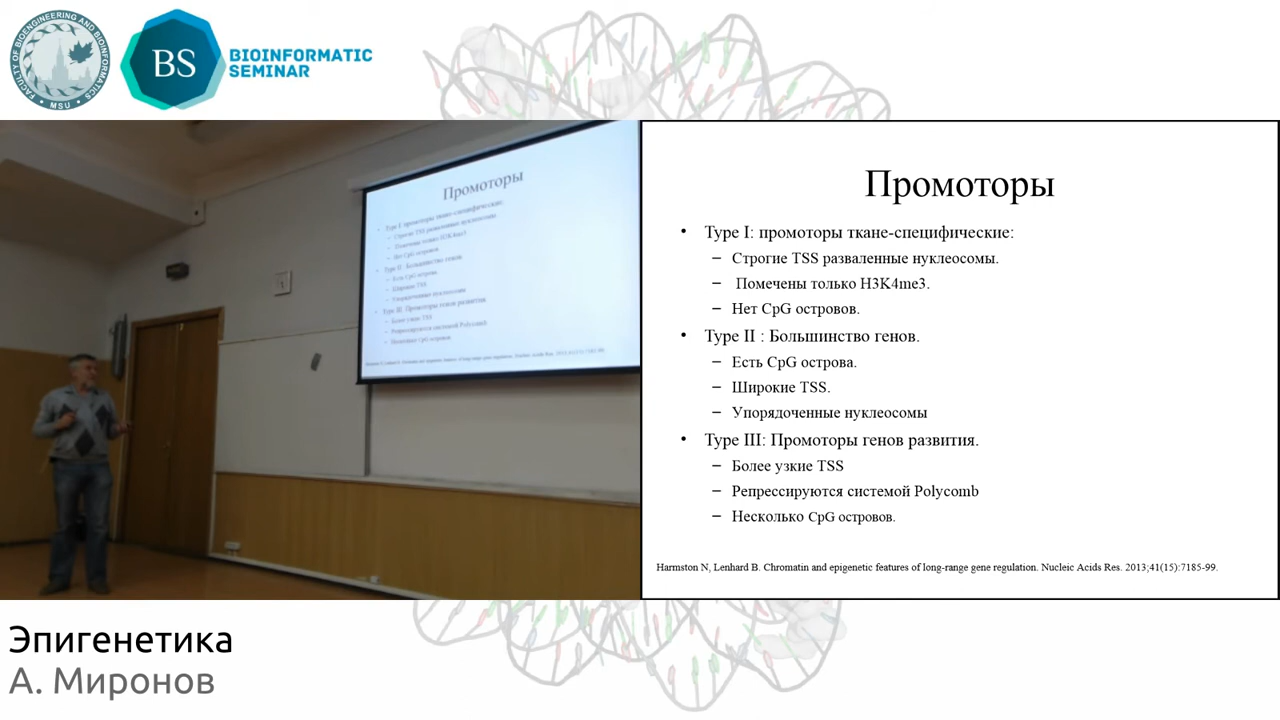 FACULTY OF BIOENGINEERING AND BIOINFORMATICS
• MSU •
BS
BIOINFORMATIC
SEMINAR
Промоторы
Промоторы
• Type I: промоторы ткане-специфические:
– Строгие TSS разваленные нуклеосомы.
– Помечены только H3K4me3.
– Нет CpG островов.
• Type II : Большинство генов.
– Есть CpG острова.
– Широкие TSS.
– Упорядоченные нуклеосомы
• Type III: Промоторы генов развития.
– Более узкие TSS
– Репрессируются системой Polycomb
– Несколько CpG островов.
Harmston N, Lenhard B. Chromatin and epigenetic features of long-range gene regulation. Nucleic Acids Res. 2013;41(15):7185-99.
Эпигенетика
А. Миронов